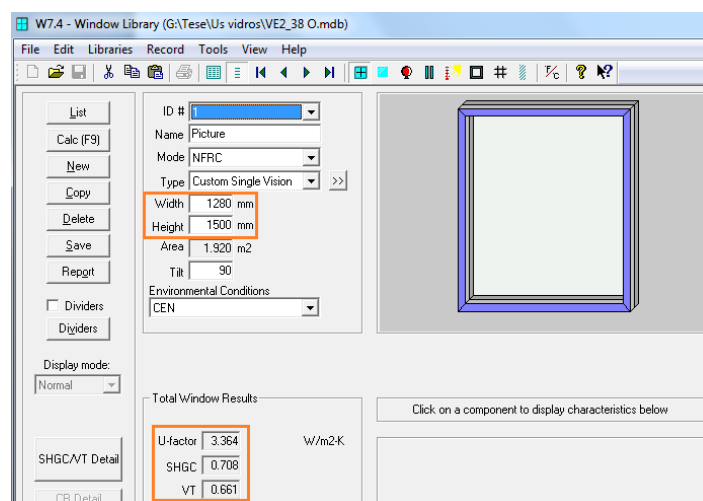 W7.4 - Window Library (G:\Tese\Us vidros\VE2_38 O.mdb)
File Edit Libraries Record Tools View Help
List
Calc (F9)
New
Copy
Delete
Save
Report
Dividers
Dividers
Display mode:
Normal
SHGC/VT Detail
CR Detail
ID # 1
Name Picture
Mode NFRC
Type Custom Single Vision >>
Width 1280 mm
Height 1500 mm
Area 1.920 m2
Tilt 90
Environmental Conditions
CEN
Total Window Results
U-factor 3.364 W/m2-K
SHGC 0.708
VT 0.661
Click on a component to display characteristics below